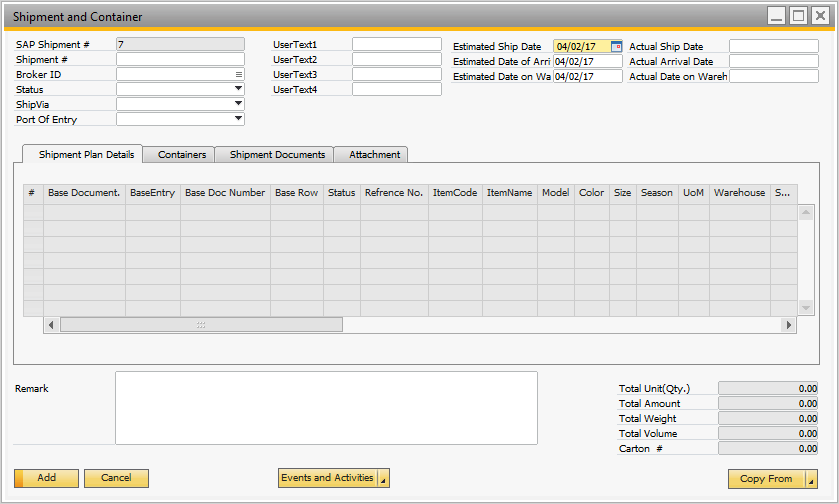 Shipment and Container
SAP Shipment # 7
Shipment #
Broker ID
Status
ShipVia
Port Of Entry
UserText1
UserText2
UserText3
UserText4
Estimated Ship Date 04/02/17
Estimated Date of Arri 04/02/17
Estimated Date on Wa 04/02/17
Actual Ship Date
Actual Arrival Date
Actual Date on Wareh
Shipment Plan Details Containers Shipment Documents Attachment
# Base Document. BaseEntry Base Doc Number Base Row Status Refrence No. ItemCode ItemName Model Color Size Season UoM Warehouse S...
Remark
Total Unit(Qty.) 0.00
Total Amount 0.00
Total Weight 0.00
Total Volume 0.00
Carton # 0.00
Add Cancel Events and Activities Copy From